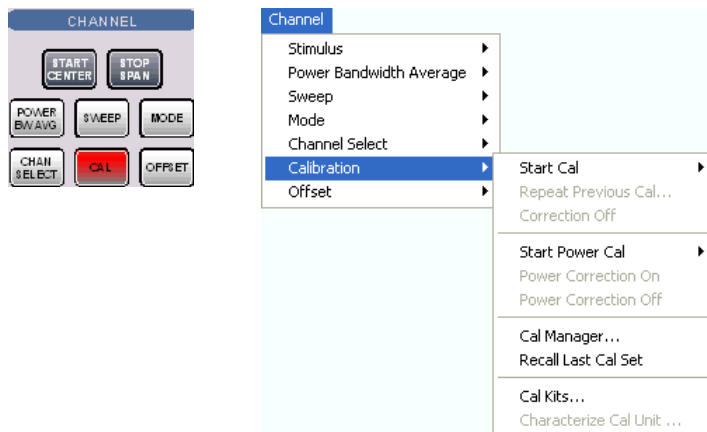 CHANNEL
START
CENTER
STOP
SPAN
POWER
BW AVG
SWEEP
MODE
CHAN
SELECT
CAL
OFFSET
Channel
Stimulus
Power Bandwidth Average
Sweep
Mode
Channel Select
Calibration
Offset
Start Cal
Repeat Previous Cal...
Correction Off
Start Power Cal
Power Correction On
Power Correction Off
Cal Manager...
Recall Last Cal Set
Cal Kits...
Characterize Cal Unit ...